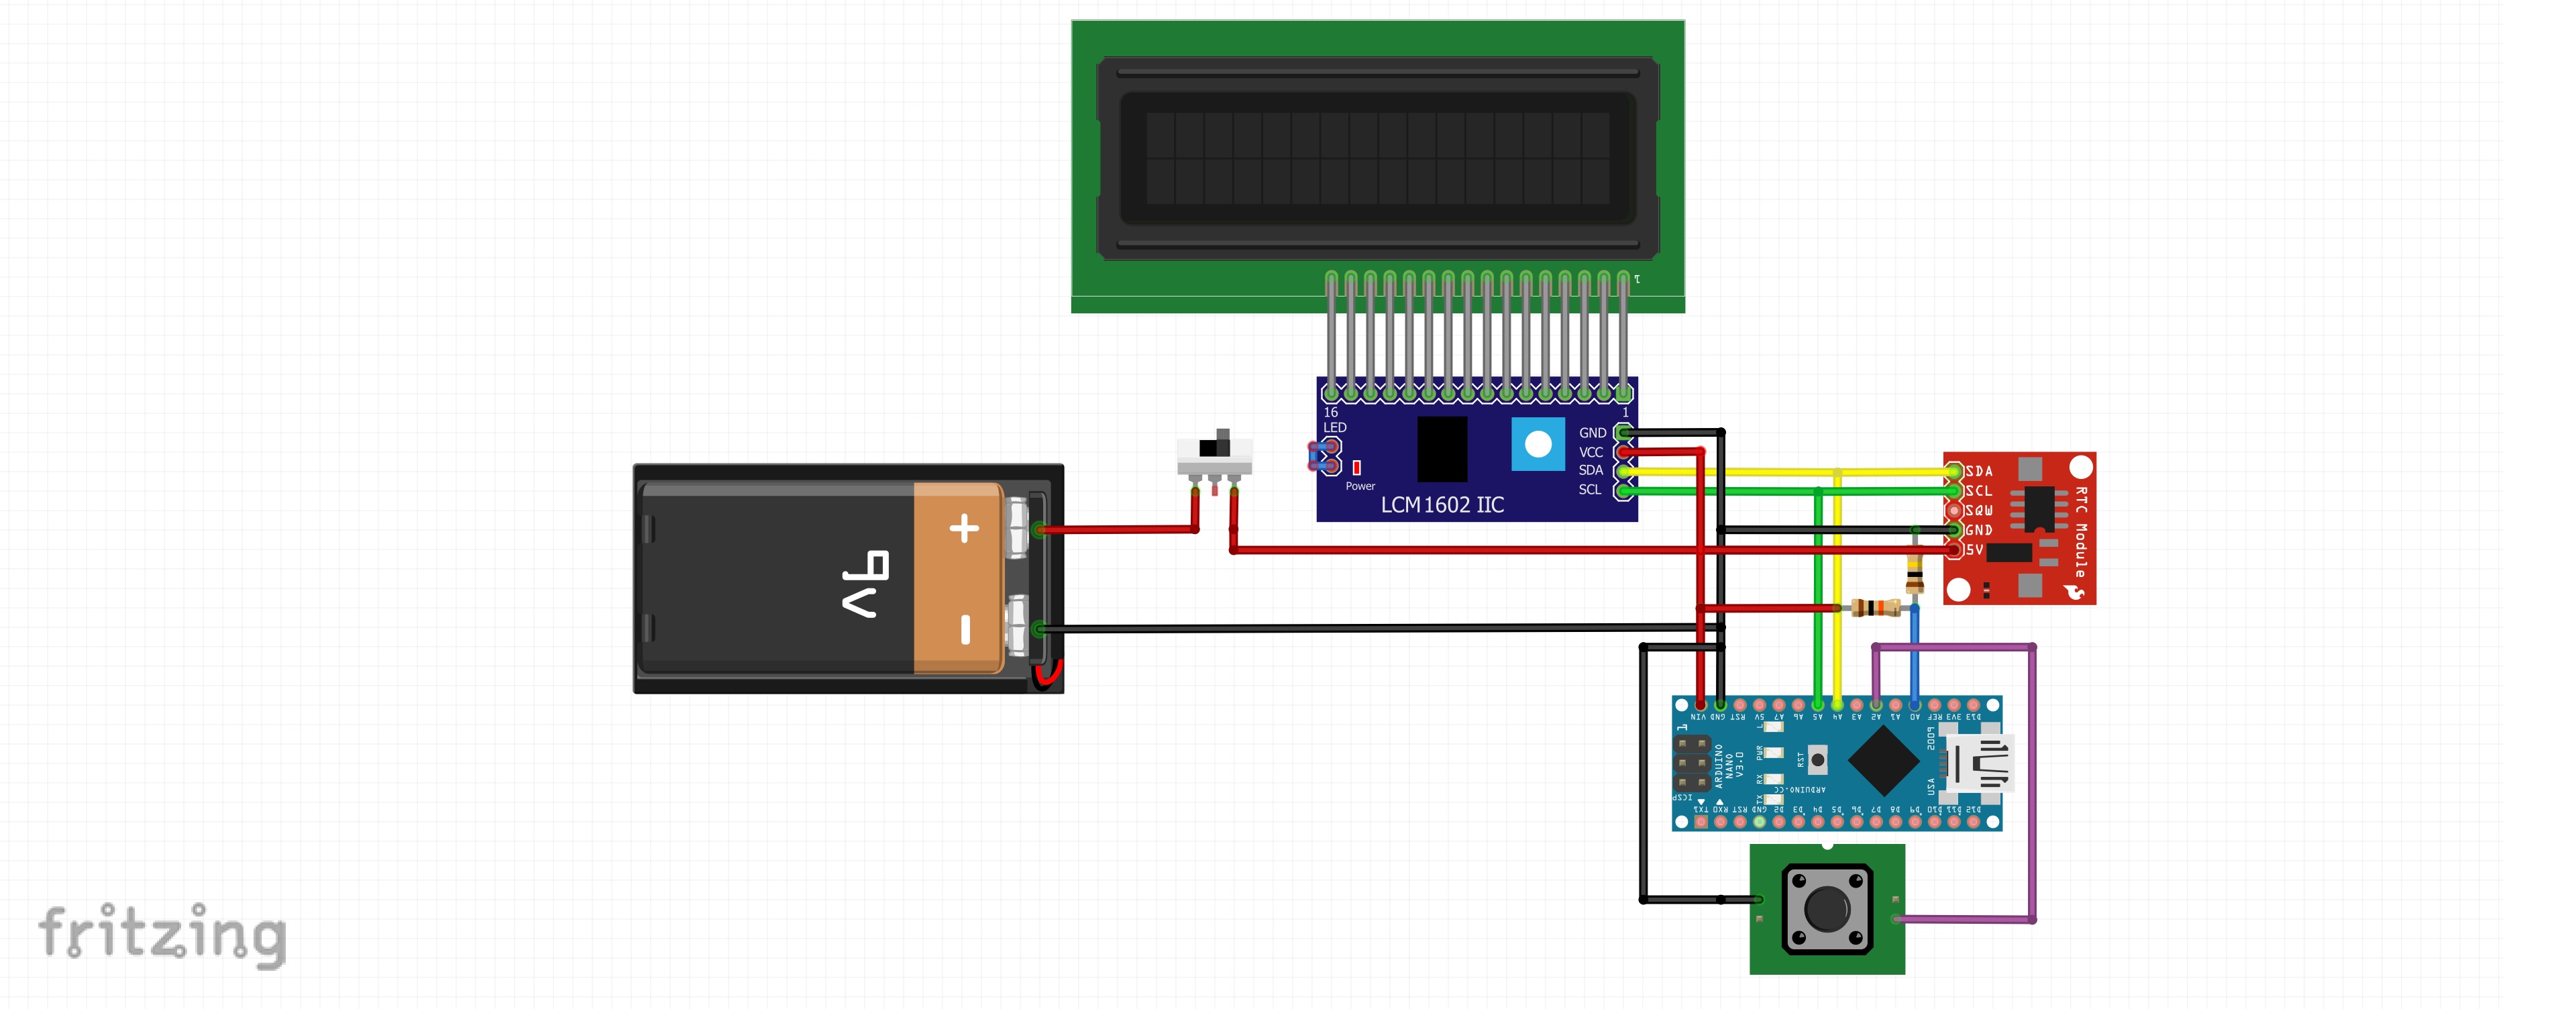 1
16
1
LED
GND
VCC
SDA
SCL
Power
LCM1602 IIC
SDA
SCL
SQW
GND
5V
RTC Module
+
9V
-
VIN GND RST 5V A7 A6 A5 A4 A3 A2 A1 A0 REF 3V3 D13
1
L
PWR
RX
TX
RST
ARDUINO
NANO
V3.0
ARDUINO.CC
USA
2009
ICSP
TX1 RX0 RST GND D2 D3 D4 D5 D6 D7 D8 D9 D10 D11 D12
fritzing